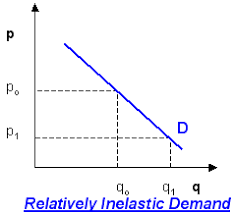 p
p₀
p₁
D
q₀ q₁ q
Relatively Inelastic Demand